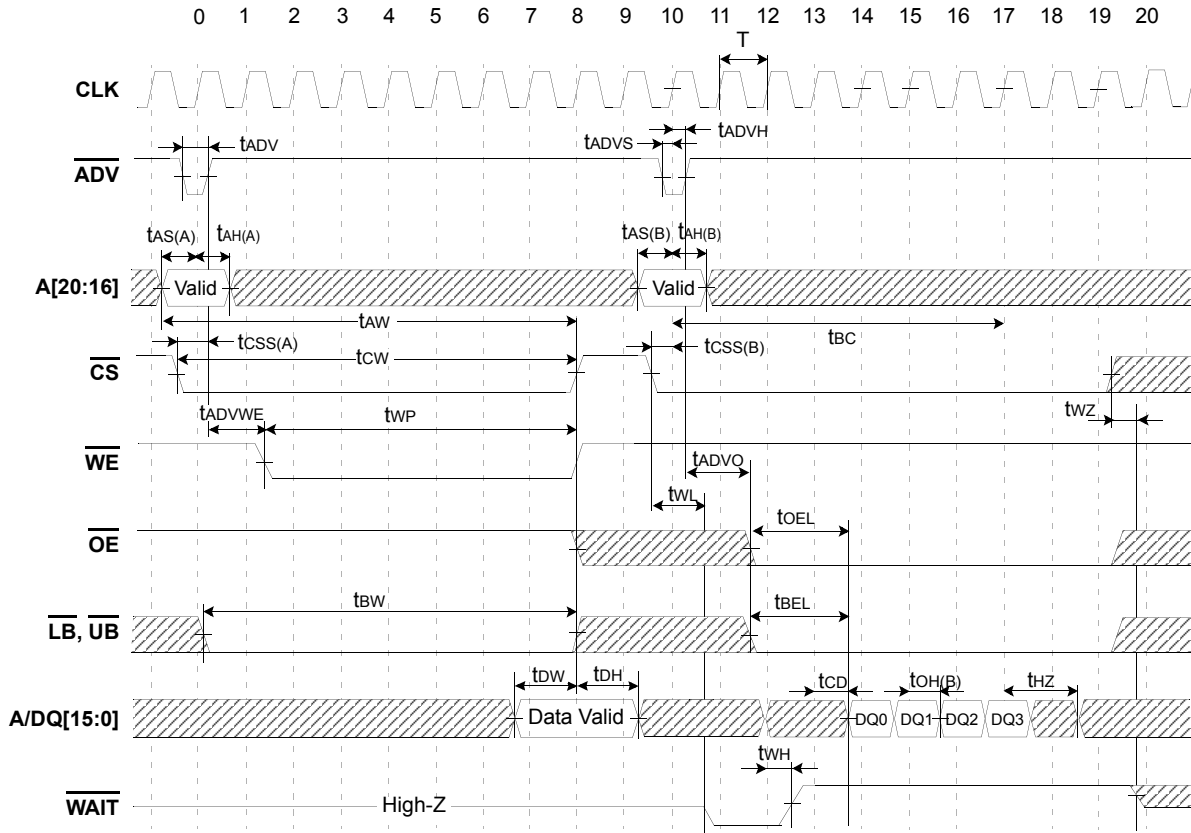 0 1 2 3 4 5 6 7 8 9 10 11 12 13 14 15 16 17 18 19 20
T
CLK
tADV
tADVH
tADVS
ADV
tAS(A) tAH(A) tAS(B) tAH(B)
A[20:16] Valid Valid
tAW
tBC
tCSS(A) tCW tCSS(B)
CS
tWZ
tADVWE tWP
WE
tADVO
tWL
tOEL
OE
tBW tBEL
LB, UB
tDW tDH tCD tOH(B) tHZ
A/DQ[15:0] Data Valid DQ0 DQ1 DQ2 DQ3
tWH
WAIT High-Z